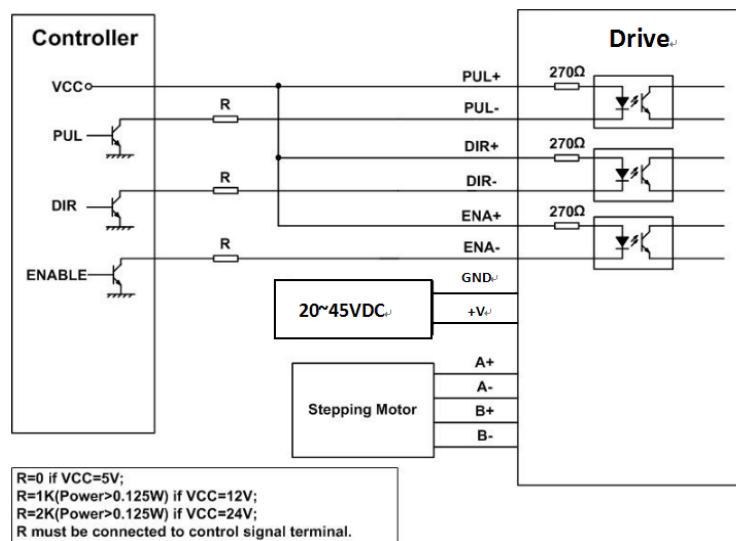 Controller
Drive
VCC
PUL+
270Ω
R
PUL-
PUL
DIR+
270Ω
R
DIR-
DIR
ENA+
270Ω
R
ENA-
ENABLE
GND
20~45VDC
+V
A+
A-
Stepping Motor
B+
B-
R=0 if VCC=5V;
R=1K(Power>0.125W) if VCC=12V;
R=2K(Power>0.125W) if VCC=24V;
R must be connected to control signal terminal.